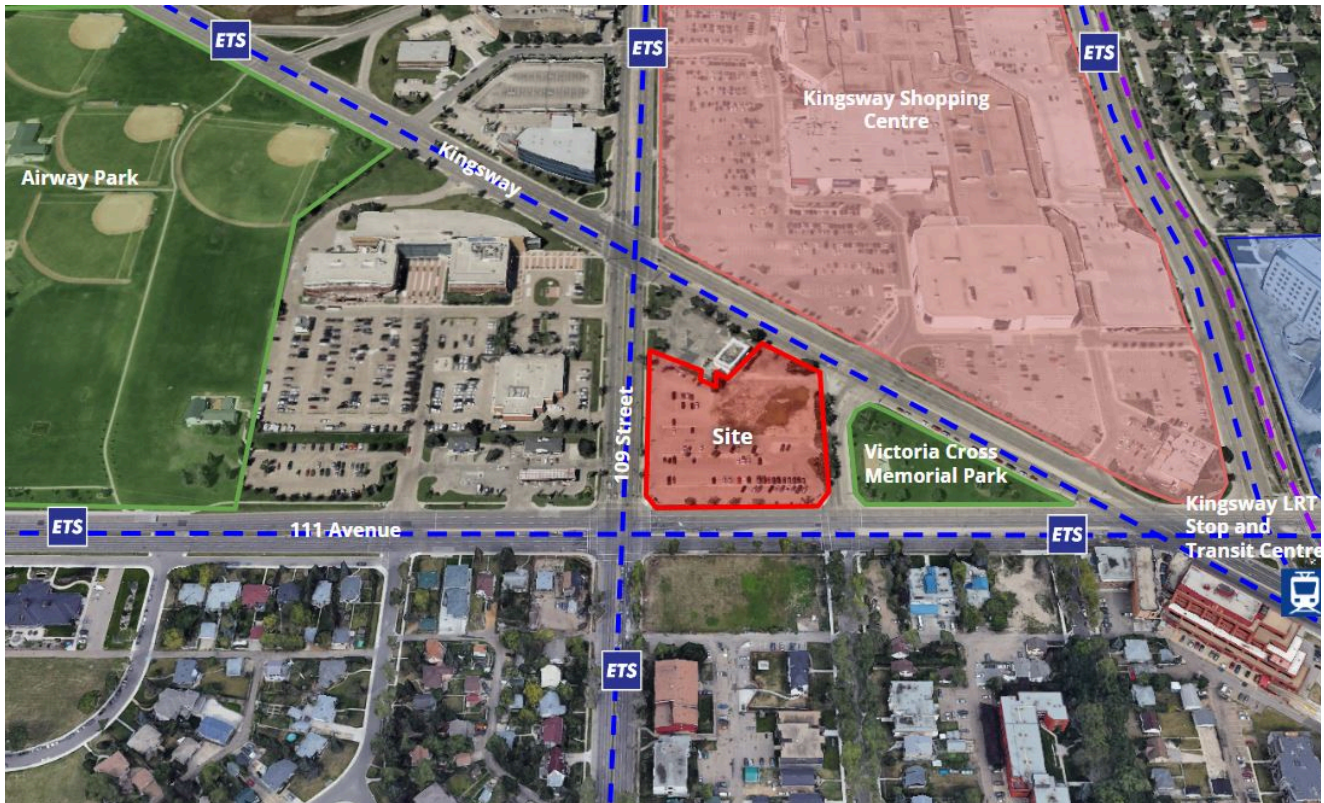 ETS
ETS
ETS
Kingsway Shopping
Centre
Kingsway
Airway Park
109 Street
Site
Victoria Cross
Memorial Park
Kingsway LRT
Stop and
Transit Centre
ETS
111 Avenue
ETS
ETS